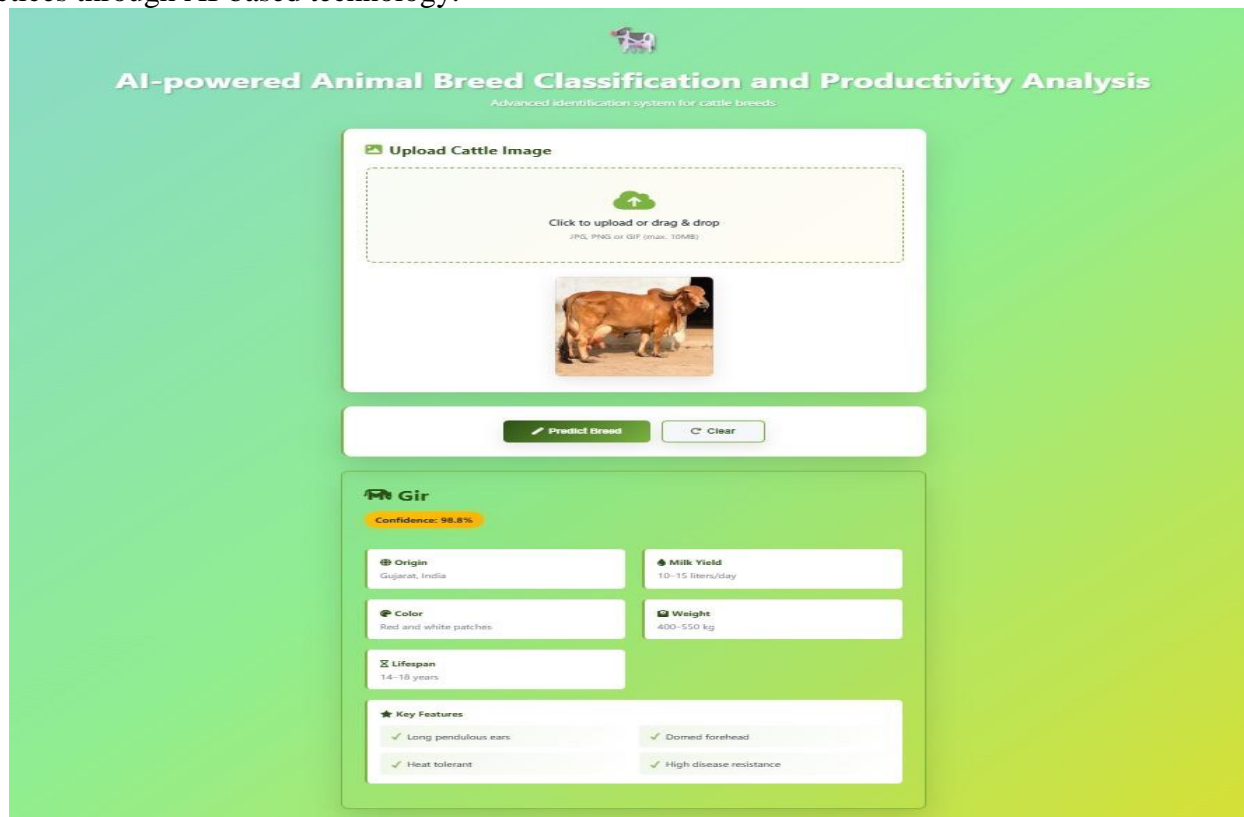 ctices through AI-based technology.
AI-powered Animal Breed Classification and Productivity Analysis
Advanced identification system for cattle breeds
Upload Cattle Image
Click to upload or drag & drop
JPG, PNG or GIF (max. 10MB)
Predict Breed
Clear
Gir
Confidence: 98.8%
Origin
Gujarat, India
Milk Yield
10–15 liters/day
Color
Red and white patches
Weight
400–550 kg
Lifespan
14–18 years
Key Features
Long pendulous ears
Domed forehead
Heat tolerant
High disease resistance